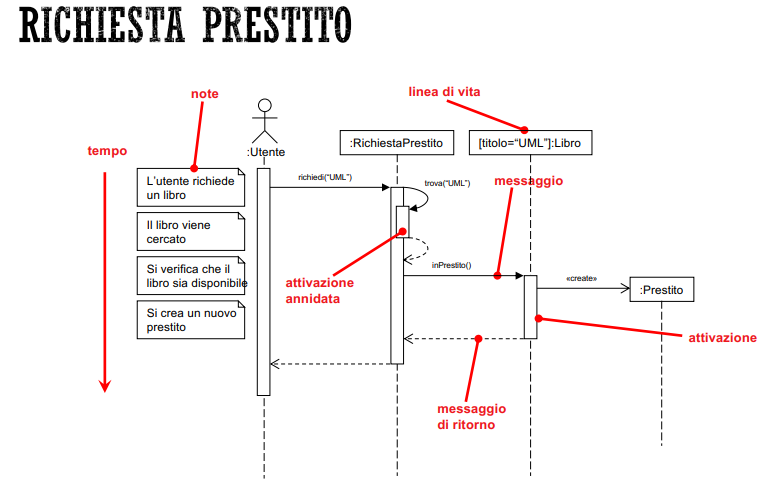 RICHIESTA PRESTITO
note
linea di vita
tempo
:Utente
:RichiestaPrestito
[titolo=“UML”]:Libro
L’utente richiede
un libro
richiedi(“UML”)
trova(“UML”)
messaggio
Il libro viene
cercato
Si verifica che il
libro sia disponibile
attivazione
annidata
inPrestito()
«create»
:Prestito
Si crea un nuovo
prestito
attivazione
messaggio
di ritorno